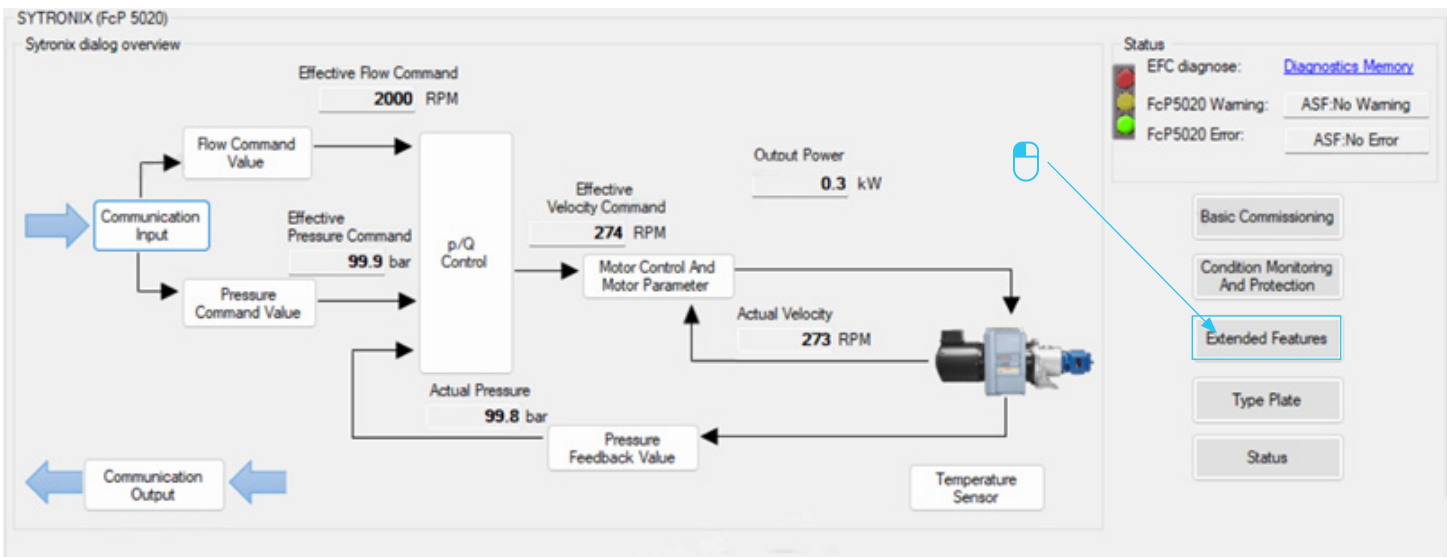 SYTRONIX (FcP 5020)
Sytronix dialog overview
Effective Flow Command
2000 RPM
Flow Command
Value
Communication
Input
Effective
Pressure Command
99.9 bar
Pressure
Command Value
p/Q
Control
Effective
Velocity Command
274 RPM
Output Power
0.3 kW
Motor Control And
Motor Parameter
Actual Velocity
273 RPM
Actual Pressure
99.8 bar
Pressure
Feedback Value
Communication
Output
Temperature
Sensor
Status
EFC diagnose: Diagnostics Memory
FcP5020 Warning: ASF:No Warning
FcP5020 Error: ASF:No Error
Basic Commissioning
Condition Monitoring
And Protection
Extended Features
Type Plate
Status